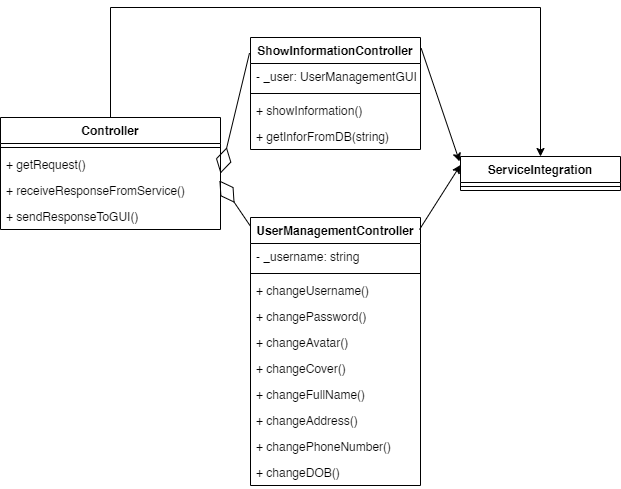 Controller
+ getRequest()
+ receiveResponseFromService()
+ sendResponseToGUI()
ShowInformationController
- _user: UserManagementGUI
+ showInformation()
+ getInforFromDB(string)
UserManagementController
- _username: string
+ changeUsername()
+ changePassword()
+ changeAvatar()
+ changeCover()
+ changeFullName()
+ changeAddress()
+ changePhoneNumber()
+ changeDOB()
ServiceIntegration